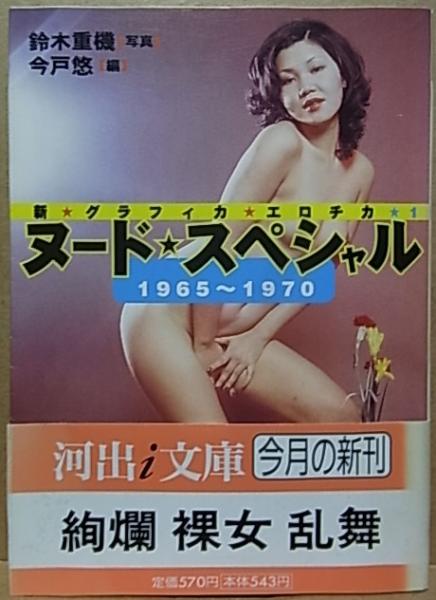 鈴木重機［写真］
今戸悠［編］
新★グラフィカ★エロチカ★1
ヌード★スペシャル
1965〜1970
河出i文庫
今月の新刊
絢爛 裸女 乱舞
定価570円 本体543円